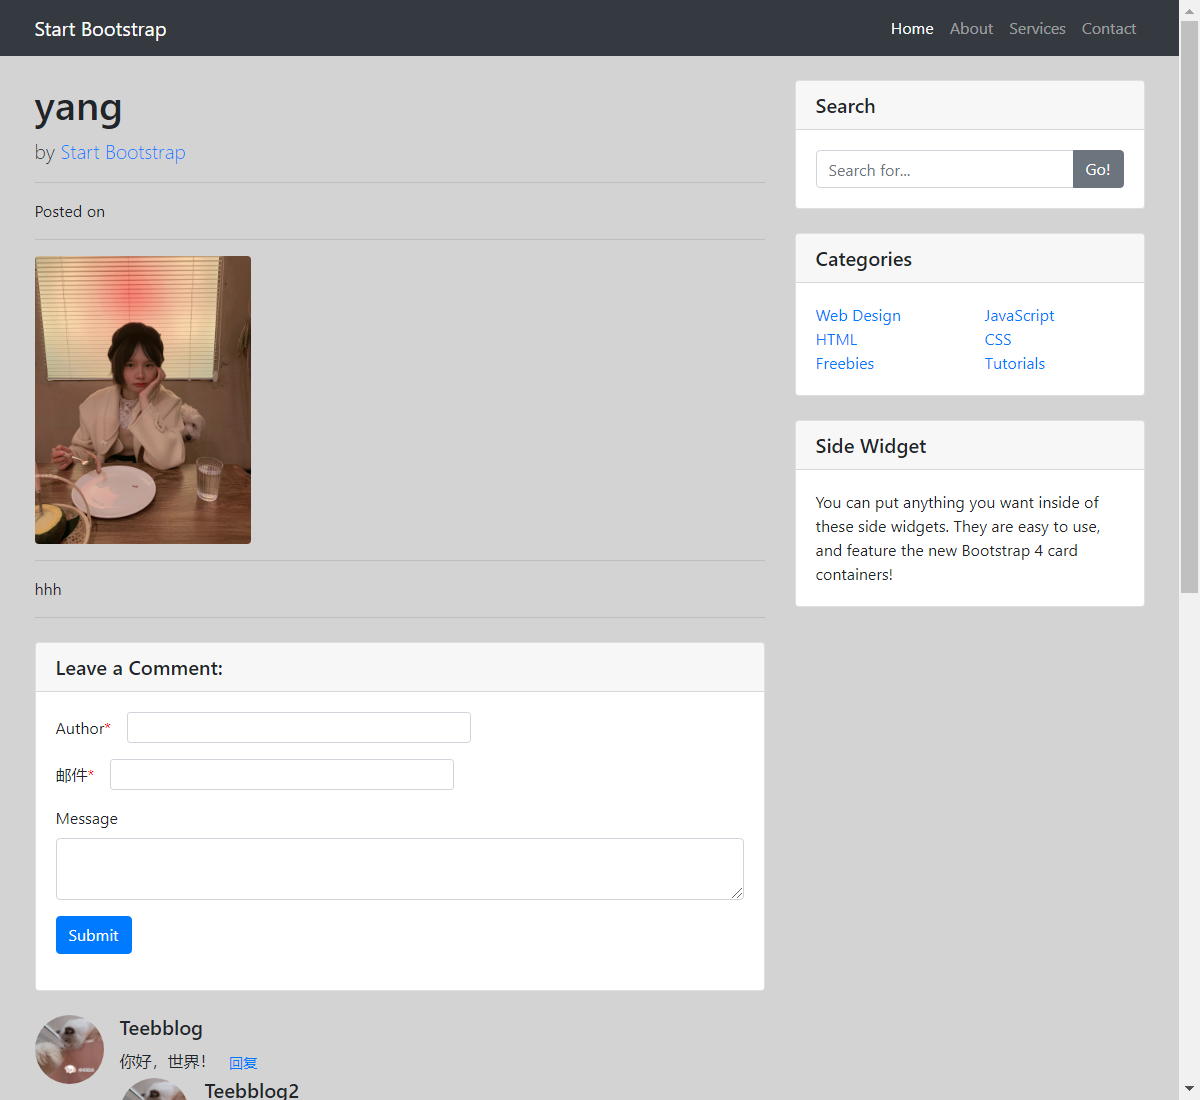 Start Bootstrap
Home About Services Contact
yang
by Start Bootstrap
Posted on
hhh
Leave a Comment:
Author*
邮件*
Message
Submit
Teebblog
你好，世界！ 回复
Teebblog2
Search
Search for... Go!
Categories
Web Design JavaScript
HTML CSS
Freebies Tutorials
Side Widget
You can put anything you want inside of
these side widgets. They are easy to use,
and feature the new Bootstrap 4 card
containers!